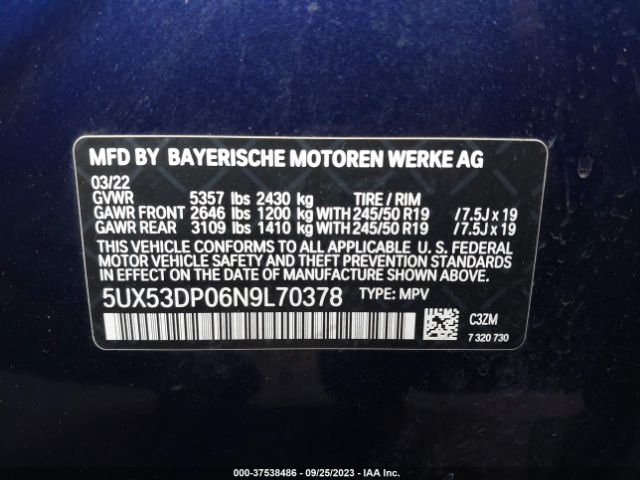 MFD BY BAYERISCHE MOTOREN WERKE AG
03/22
GVWR 5357 lbs 2430 kg TIRE / RIM
GAWR FRONT 2646 lbs 1200 kg WITH 245/50 R19 / 7.5J x 19
GAWR REAR 3109 lbs 1410 kg WITH 245/50 R19 / 7.5J x 19
THIS VEHICLE CONFORMS TO ALL APPLICABLE U. S. FEDERAL
MOTOR VEHICLE SAFETY AND THEFT PREVENTION STANDARDS
IN EFFECT ON THE DATE OF MANUFACTURE SHOWN ABOVE.
5UX53DP06N9L70378 TYPE: MPV
C3ZM
7 320 730
000-37538486 - 09/25/2023 - IAAI.com